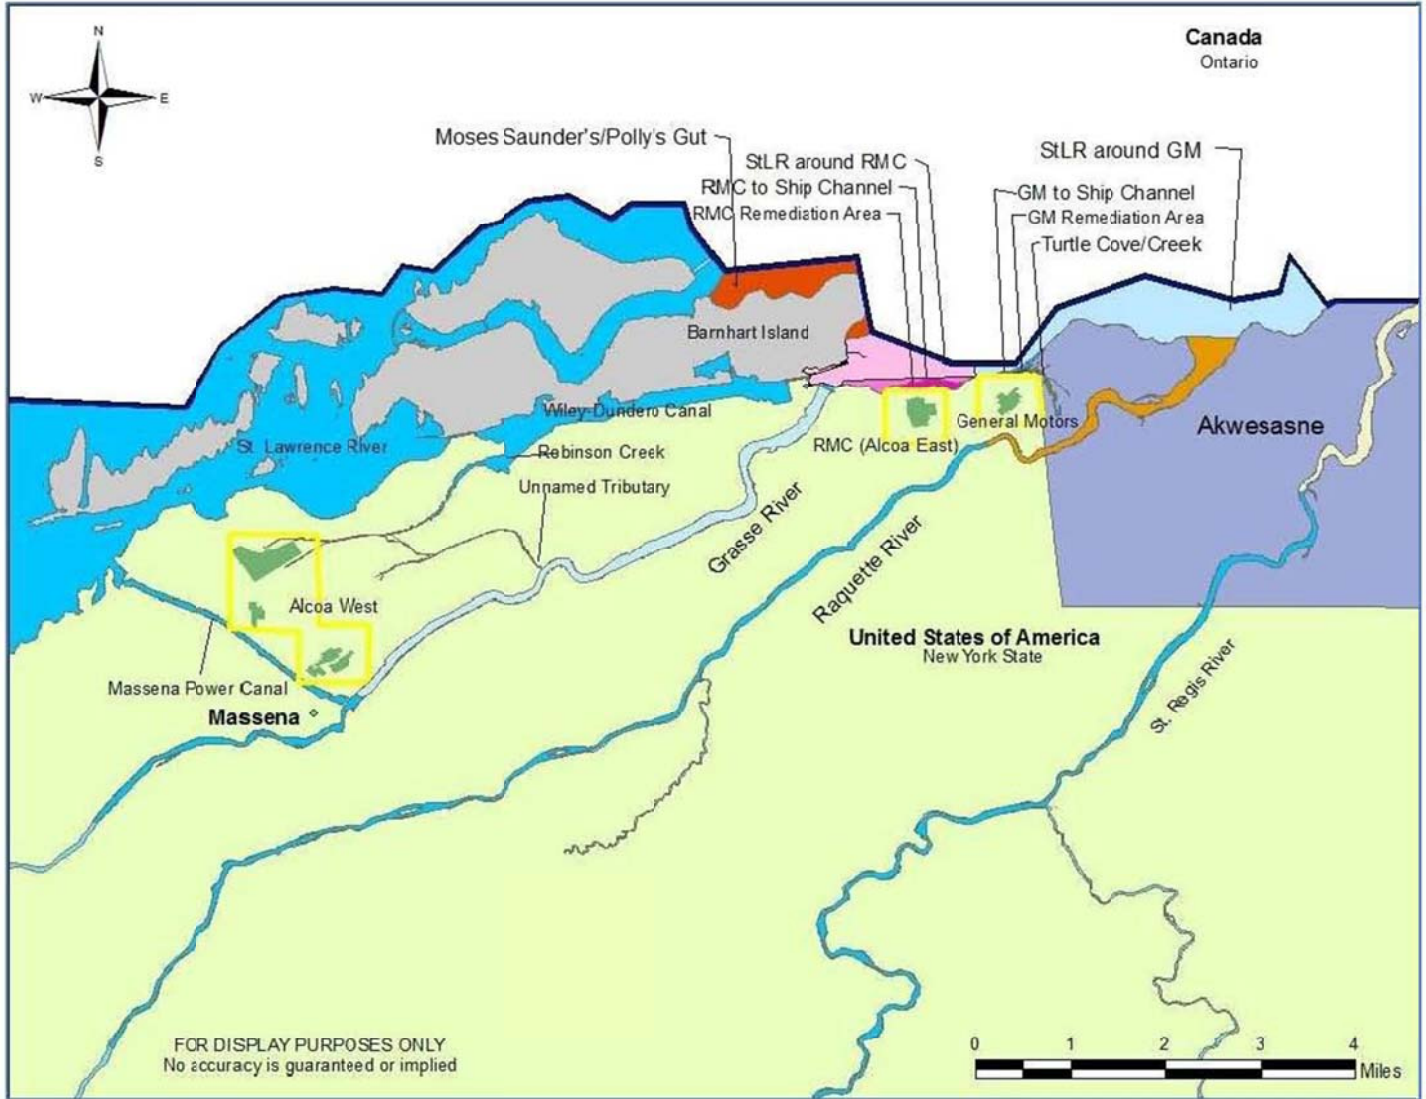 N
W
E
S
Canada
Ontario
Moses Saunder's/Polly's Gut
StLR around RMC
RMC to Ship Channel
RMC Remediation Area
StLR around GM
GM to Ship Channel
GM Remediation Area
Turtle Cove/Creek
Barnhart Island
Wiley-Dundero Canal
St. Lawrence River
Robinson Creek
Unnamed Tributary
General Motors
RMC (Alcoa East)
Akwesasne
Grasse River
Raquette River
Alcoa West
United States of America
New York State
Massena Power Canal
Massena
St. Regis River
FOR DISPLAY PURPOSES ONLY
No accuracy is guaranteed or implied
0 1 2 3 4
Miles